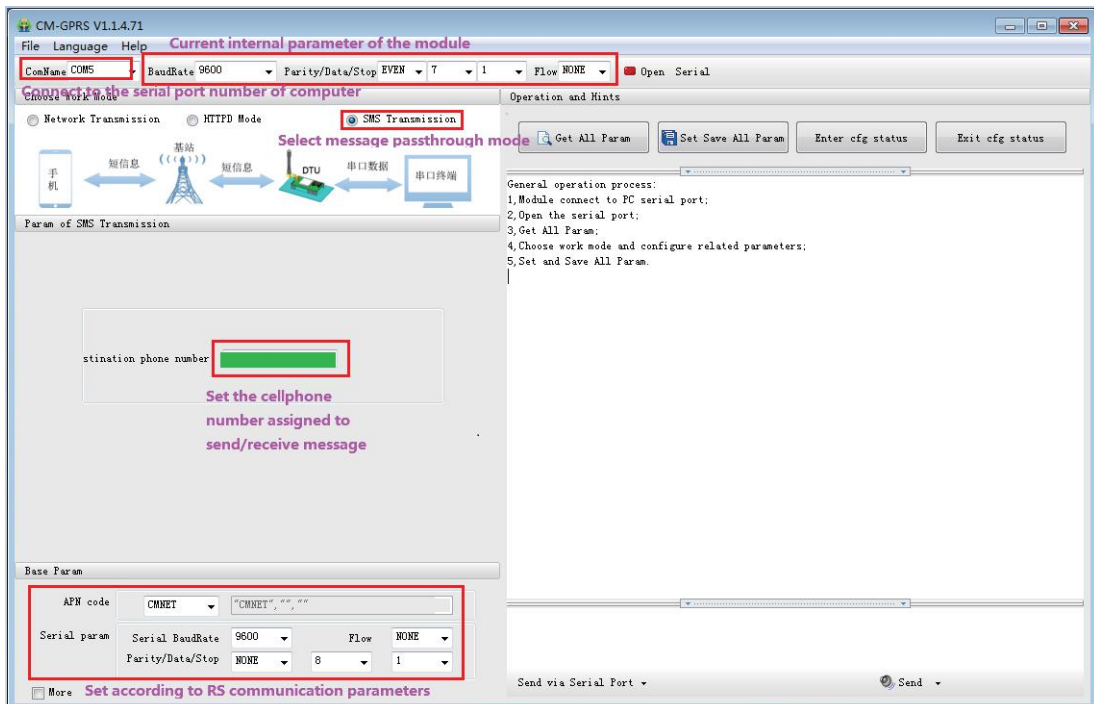 CM-GPRS V1.1.4.71
File Language Help
Current internal parameter of the module
ComName COM5 BaudRate 9600 Parity/Data/Stop EVEN 7 1 Flow NONE Open Serial
Connect to the serial port number of computer
Choose Work Mode
Operation and Hints
Network Transmission HTTPD Mode SMS Transmission
Select message passthrough mode
Get All Param Set Save All Param Enter cfg status Exit cfg status
基站
手机
短信息
短信息
DTU
串口数据
串口终端
General operation process:
1,Module connect to PC serial port;
2,Open the serial port;
3,Get All Param;
4,Choose work mode and configure related parameters;
5,Set and Save All Param.
Param of SMS Transmission
stination phone number
Set the cellphone
number assigned to
send/receive message
Base Param
APN code CMNET "CMNET","",""
Serial param Serial BaudRate 9600 Flow NONE
Parity/Data/Stop NONE 8 1
More Set according to RS communication parameters
Send via Serial Port Send